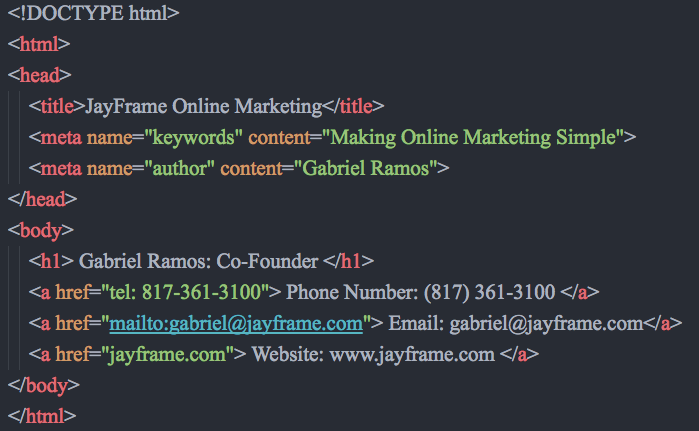 <!DOCTYPE html>
<html>
<head>
<title>JayFrame Online Marketing</title>
<meta name="keywords" content="Making Online Marketing Simple">
<meta name="author" content="Gabriel Ramos">
</head>
<body>
<h1> Gabriel Ramos: Co-Founder </h1>
<a href="tel: 817-361-3100"> Phone Number: (817) 361-3100 </a>
<a href="mailto:gabriel@jayframe.com"> Email: gabriel@jayframe.com</a>
<a href="jayframe.com"> Website: www.jayframe.com </a>
</body>
</html>